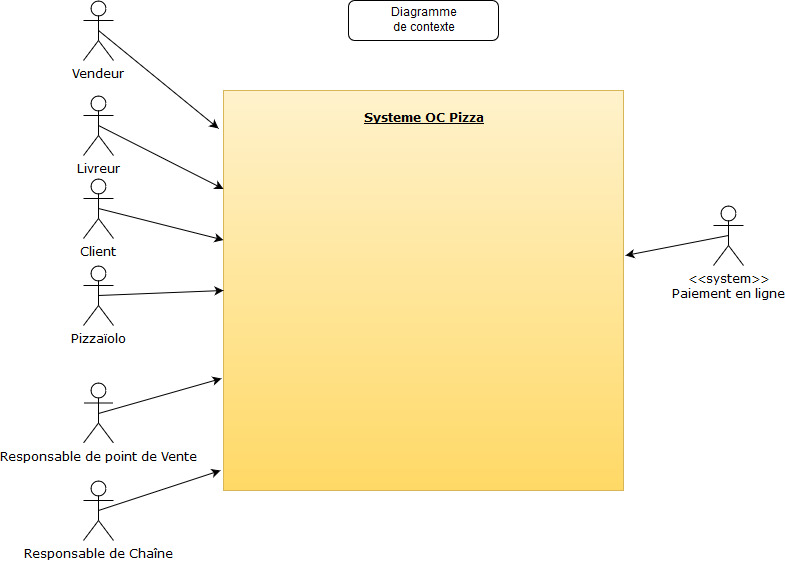 Diagramme
de contexte
Vendeur
Systeme OC Pizza
Livreur
Client
Pizzaïolo
<<system>>
Paiement en ligne
Responsable de point de Vente
Responsable de Chaîne